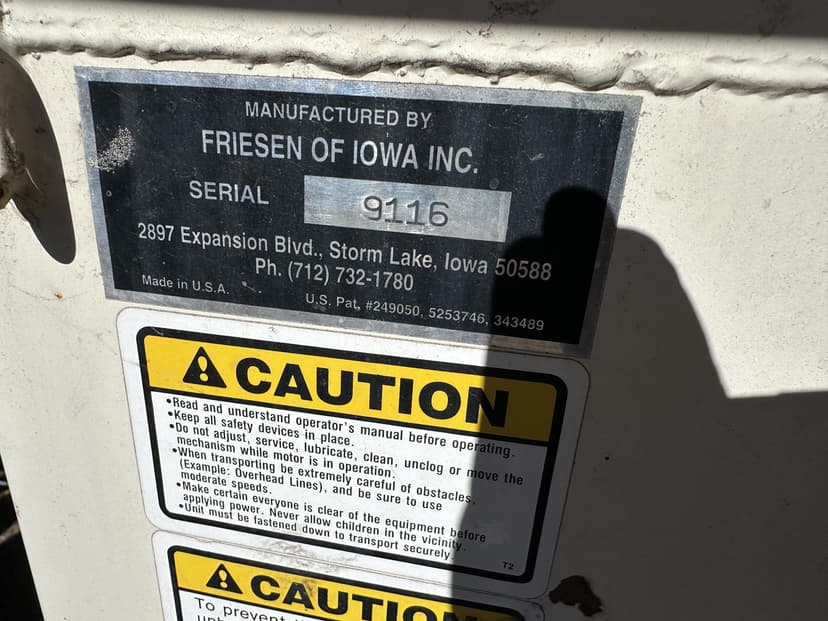 MANUFACTURED BY
FRIESEN OF IOWA INC.
SERIAL 9116
2897 Expansion Blvd., Storm Lake, Iowa 50588
Ph. (712) 732-1780
Made in U.S.A. U.S. Pat. #249050, 5253746, 343489
CAUTION
•Read and understand operator's manual before operating.
•Keep all safety devices in place.
•Do not adjust, service, lubricate, clean, unclog or move the
mechanism while motor is in operation.
•When transporting be extremely careful of obstacles,
(Example: Overhead Lines), and be sure to use
moderate speeds.
•Make certain everyone is clear of the equipment before
applying power. Never allow children in the vicinity.
•Unit must be fastened down to transport securely.
T2
CAUTION
To prevent